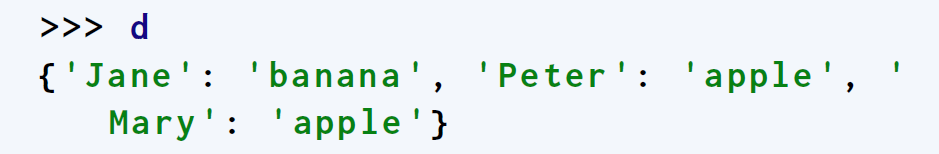 >>> d
{'Jane': 'banana', 'Peter': 'apple', '
Mary': 'apple'}